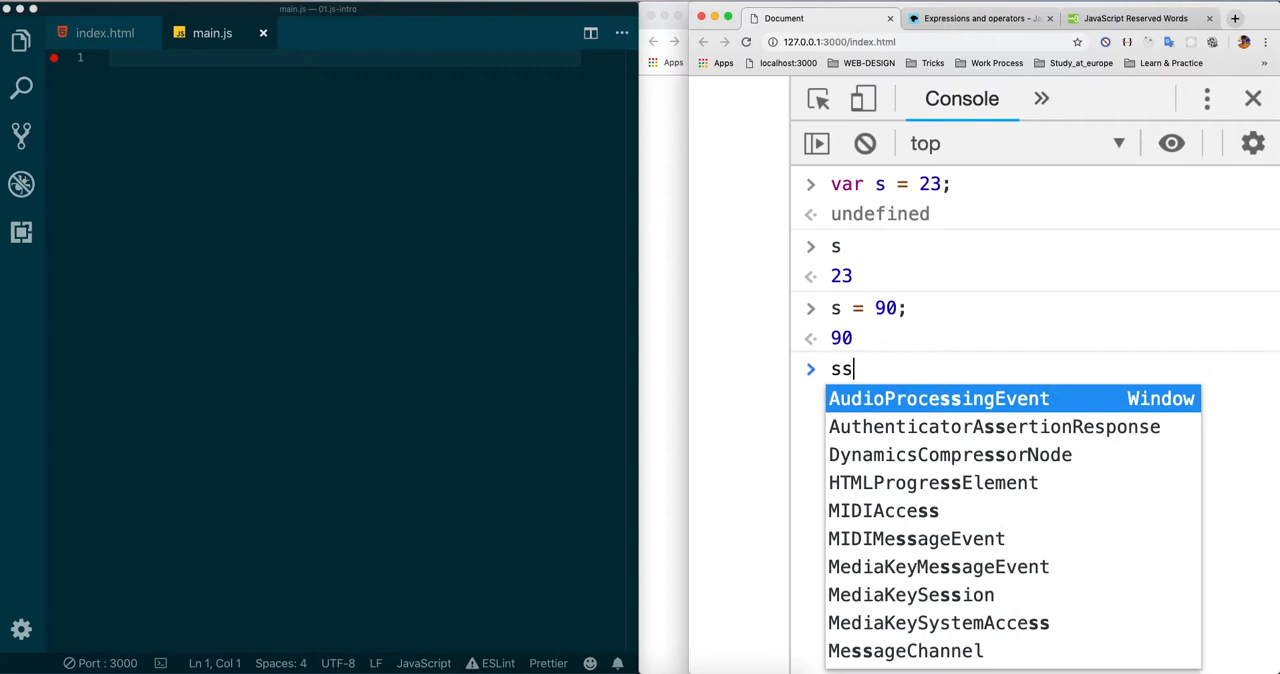 main.js — 01.js-intro
index.html
main.js
1
Port : 3000
Ln 1, Col 1
Spaces: 4
UTF-8
LF
JavaScript
ESLint
Prettier
Apps
Document
Expressions and operators - Ja
JavaScript Reserved Words
127.0.0.1:3000/index.html
Apps
localhost:3000
WEB-DESIGN
Tricks
Work Process
Study_at_europe
Learn & Practice
»
Console
top
> var s = 23;
undefined
> s
23
> s = 90;
90
> ss
AudioProcessingEvent Window
AuthenticatorAssertionResponse
DynamicsCompressorNode
HTMLProgressElement
MIDIAccess
MIDIMessageEvent
MediaKeyMessageEvent
MediaKeySession
MediaKeySystemAccess
MessageChannel